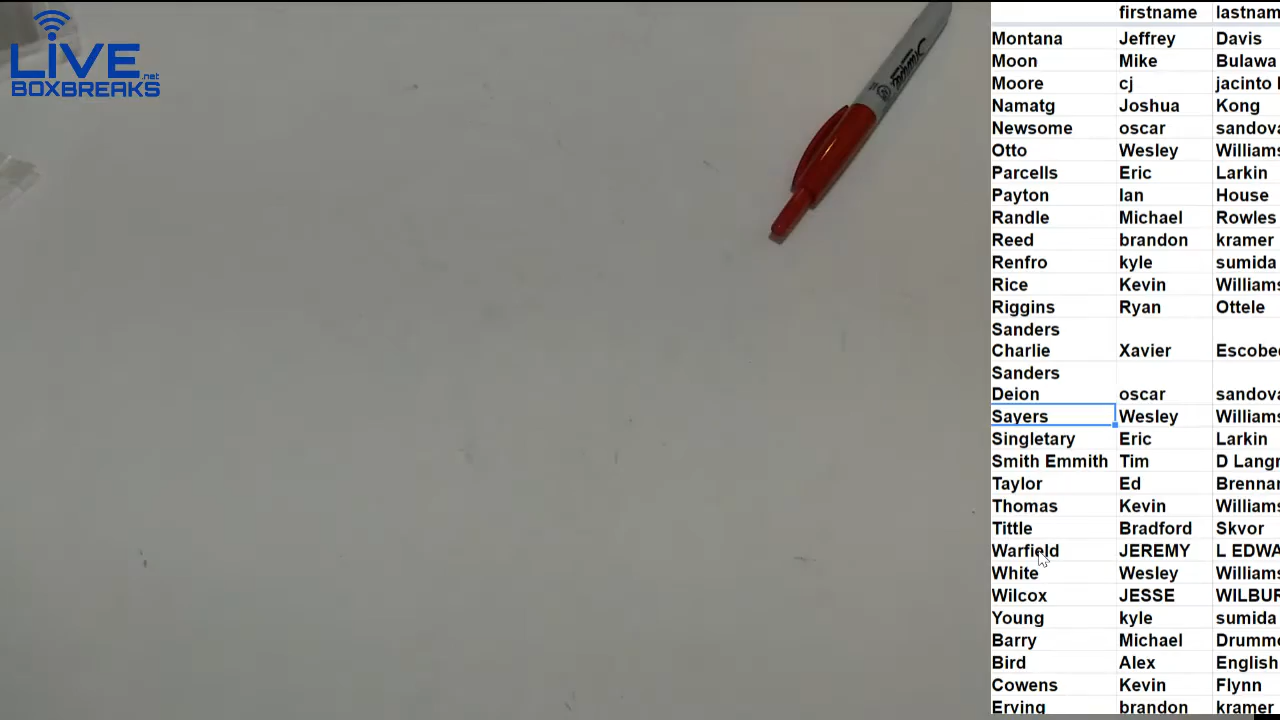 LIVE
.net
BOXBREAKS
firstname lastnam
Montana Jeffrey Davis
Moon Mike Bulawa
Moore cj jacinto
Namatg Joshua Kong
Newsome oscar sandova
Otto Wesley Williams
Parcells Eric Larkin
Payton Ian House
Randle Michael Rowles
Reed brandon kramer
Renfro kyle sumida
Rice Kevin Williams
Riggins Ryan Ottele
Sanders
Charlie Xavier Escobe
Sanders
Deion oscar sandova
Sayers Wesley Williams
Singletary Eric Larkin
Smith Emmith Tim D Langr
Taylor Ed Brennar
Thomas Kevin Williams
Tittle Bradford Skvor
Warfield JEREMY L EDWA
White Wesley Williams
Wilcox JESSE WILBUR
Young kyle sumida
Barry Michael Drummo
Bird Alex English
Cowens Kevin Flynn
Erving brandon kramer